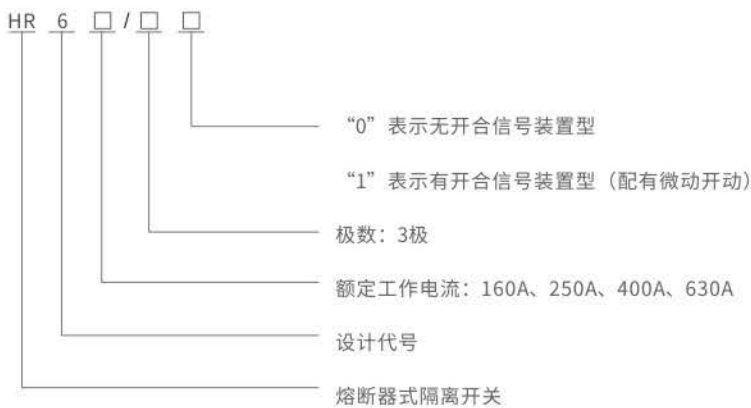 HR 6 □ / □ □
“0”表示无开合信号装置型
“1”表示有开合信号装置型（配有微动开动）
极数：3极
额定工作电流：160A、250A、400A、630A
设计代号
熔断器式隔离开关